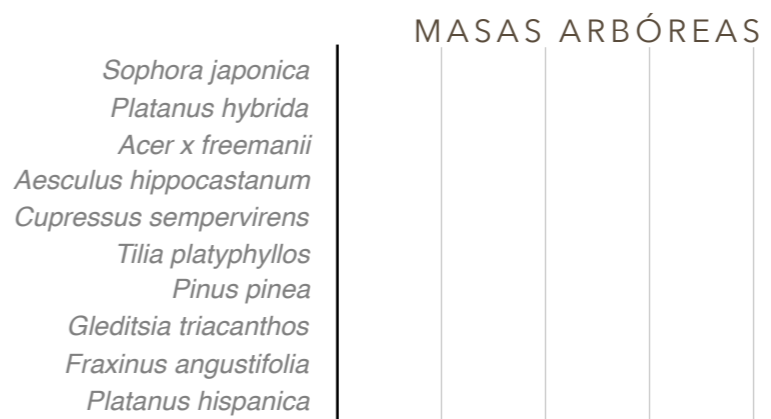 MASAS ARBÓREAS
Sophora japonica
Platanus hybrida
Acer x freemanii
Aesculus hippocastanum
Cupressus sempervirens
Tilia platyphyllos
Pinus pinea
Gleditsia triacanthos
Fraxinus angustifolia
Platanus hispanica